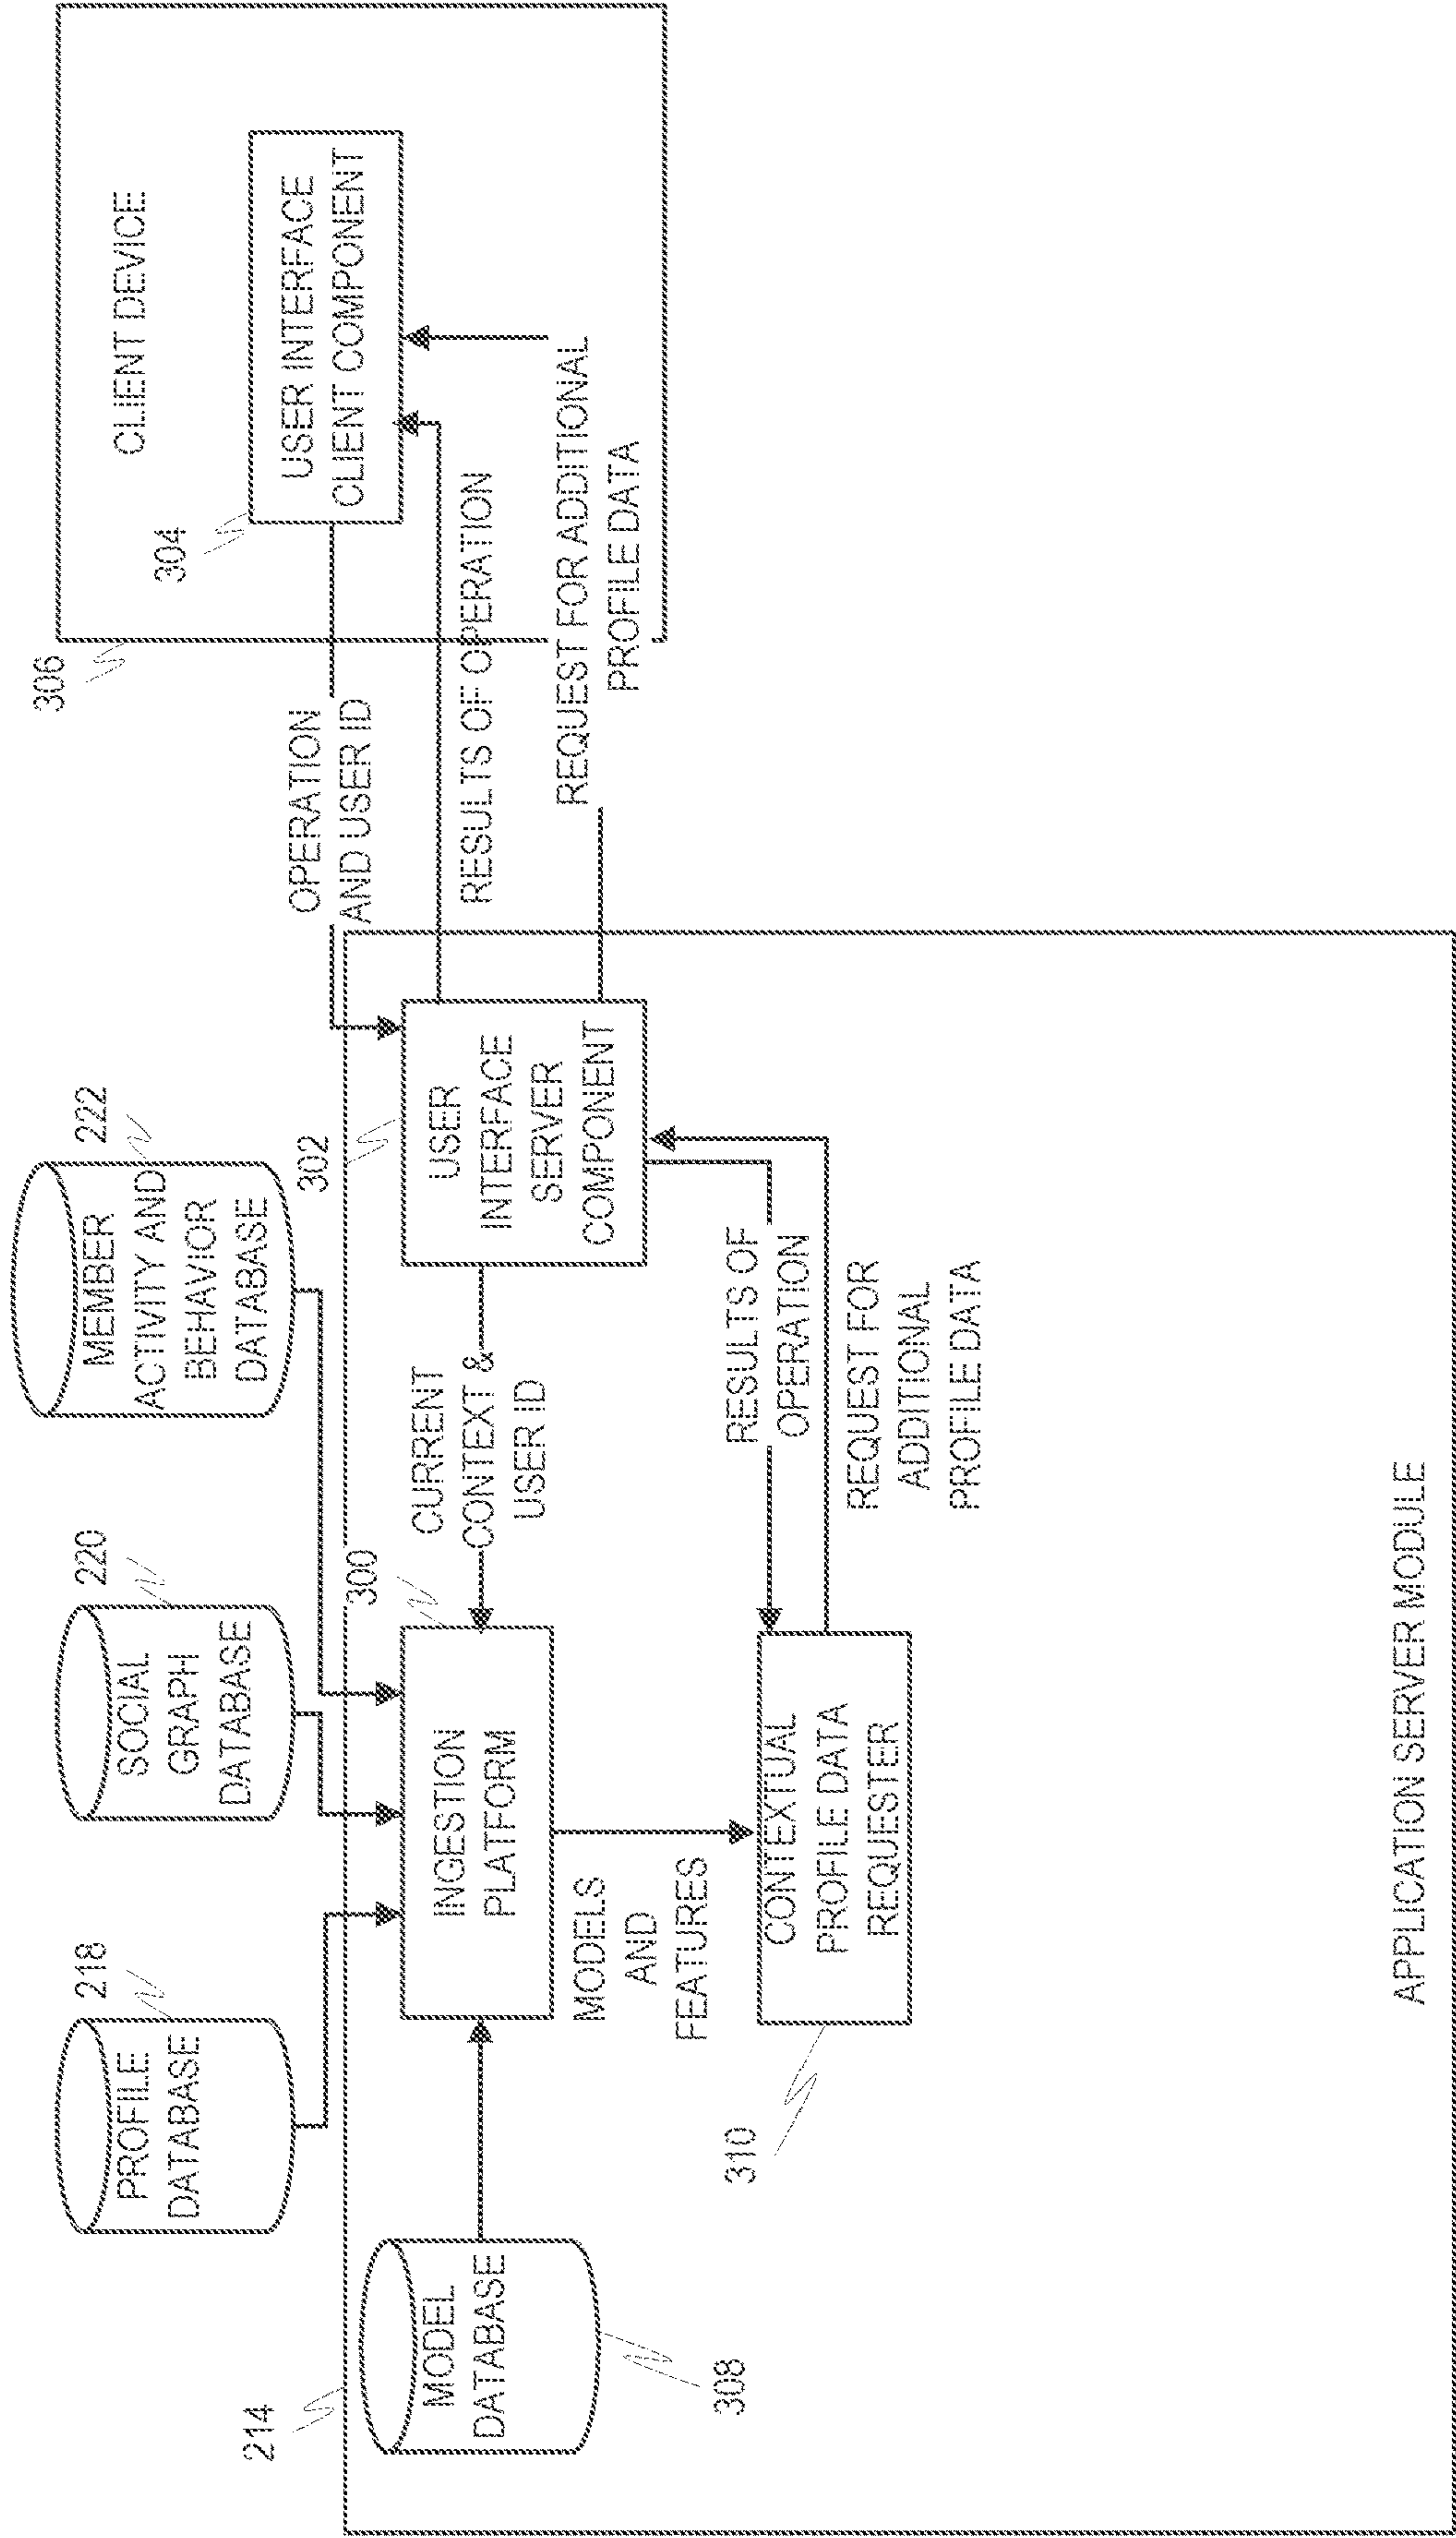 214
PROFILE
DATABASE
218
SOCIAL
GRAPH
DATABASE
220
MEMBER
ACTIVITY AND
BEHAVIOR
DATABASE
222
306
CLIENT DEVICE
304
USER INTERFACE
CLIENT COMPONENT
OPERATION
AND USER ID
RESULTS OF OPERATION
REQUEST FOR ADDITIONAL
PROFILE DATA
MODEL
DATABASE
308
300
INGESTION
PLATFORM
CURRENT
CONTEXT &
USER ID
302
USER
INTERFACE
SERVER
COMPONENT
MODELS
AND
FEATURES
RESULTS OF
OPERATION
310
CONTEXTUAL
PROFILE DATA
REQUESTER
REQUEST FOR
ADDITIONAL
PROFILE DATA
APPLICATION SERVER MODULE